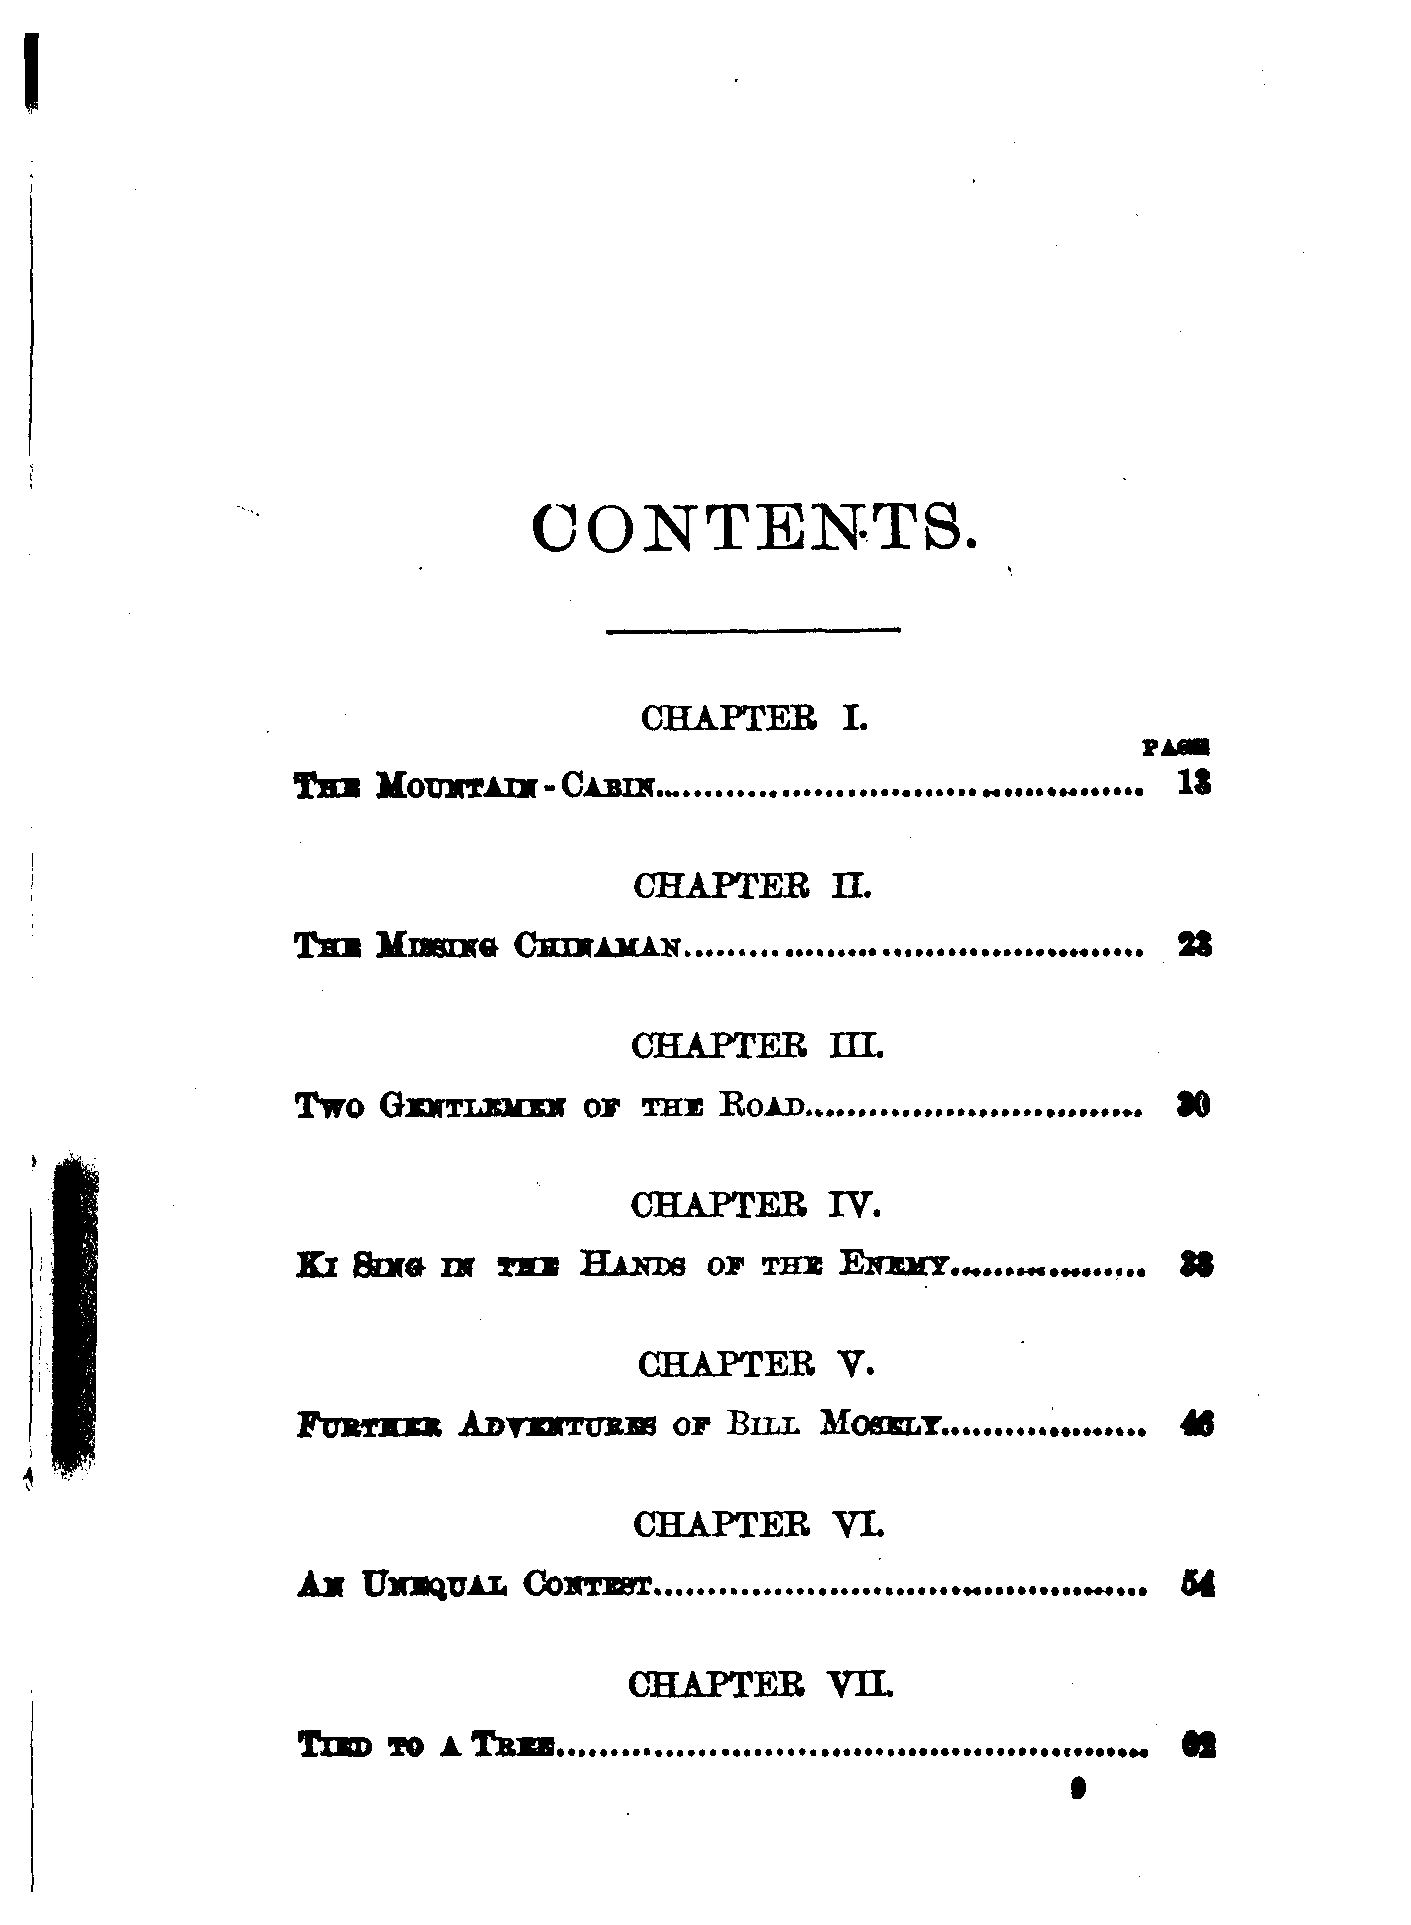 CONTENTS.
CHAPTER I.
PAGE
The Mountain-Cabin........................................ 13
CHAPTER II.
The Missing Chinaman........................................ 23
CHAPTER III.
Two Gentlemen of the Road............................... 30
CHAPTER IV.
Ki Sing in the Hands of the Enemy.................. 38
CHAPTER V.
Further Adventures of Bill Mosely................... 46
CHAPTER VI.
An Unequal Contest............................................. 54
CHAPTER VII.
Tied to a Tree...................................................... 62
9